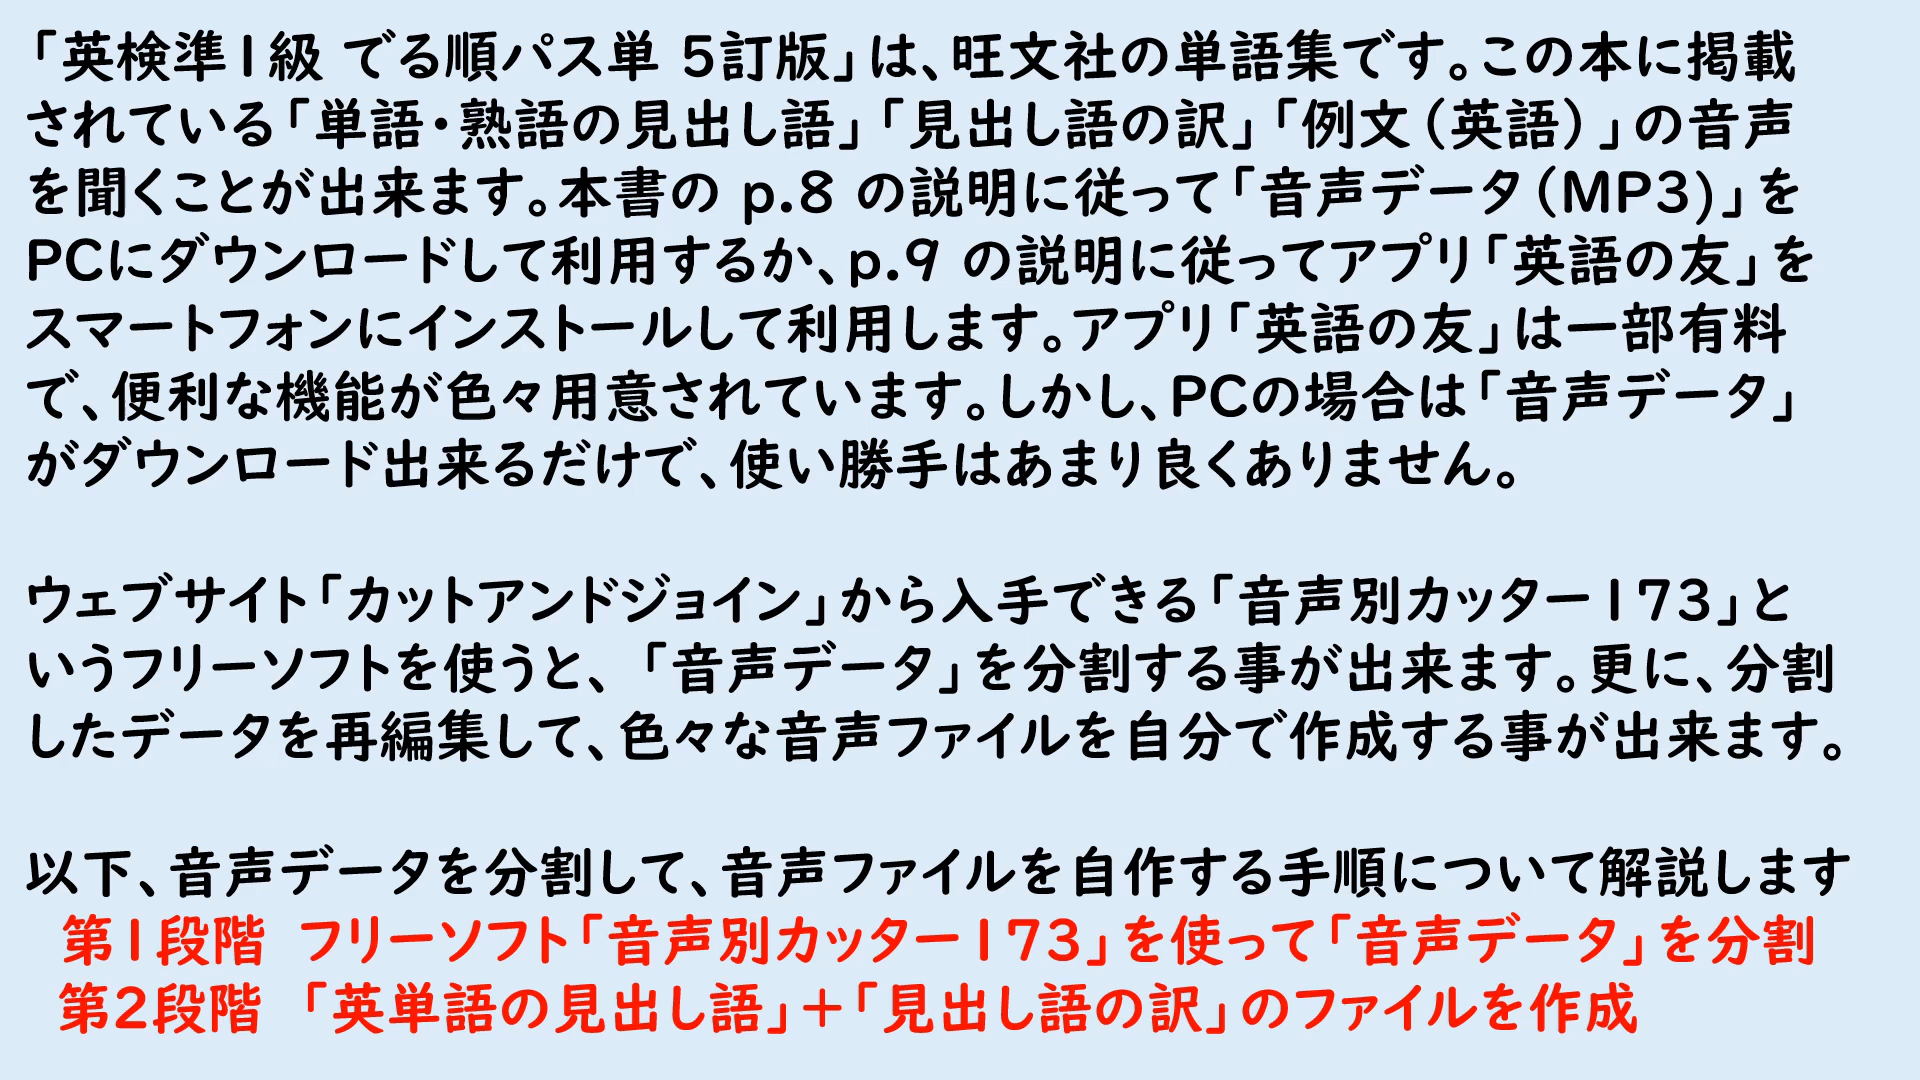 「英検準1級 でる順パス単 5訂版」は、旺文社の単語集です。この本に掲載
されている「単語・熟語の見出し語」「見出し語の訳」「例文(英語)」の音声
を聞くことが出来ます。本書の p.8 の説明に従って「音声データ(MP3)」を
PCにダウンロードして利用するか、p.9 の説明に従ってアプリ「英語の友」を
スマートフォンにインストールして利用します。アプリ「英語の友」は一部有料
で、便利な機能が色々用意されています。しかし、PCの場合は「音声データ」
がダウンロード出来るだけで、使い勝手はあまり良くありません。
ウェブサイト「カットアンドジョイン」から入手できる「音声別カッター173」と
いうフリーソフトを使うと、「音声データ」を分割する事が出来ます。更に、分割
したデータを再編集して、色々な音声ファイルを自分で作成する事が出来ます。
以下、音声データを分割して、音声ファイルを自作する手順について解説します
第1段階 フリーソフト「音声別カッター173」を使って「音声データ」を分割
第2段階 「英単語の見出し語」+「見出し語の訳」のファイルを作成